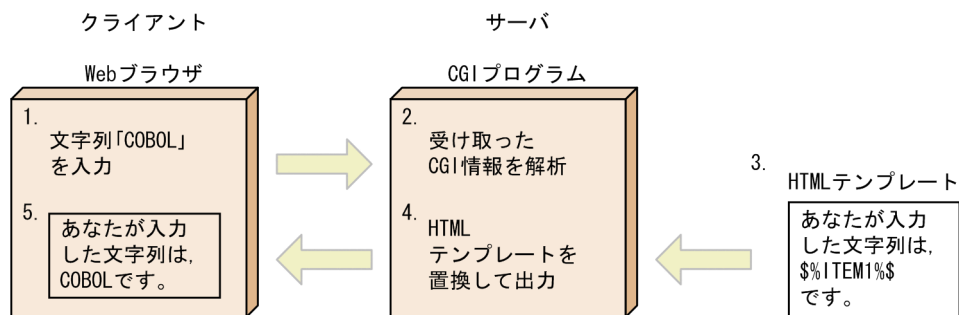 クライアント
サーバ
Webブラウザ
CGIプログラム
1.
文字列「COBOL」
を入力
2.
受け取った
CGI情報を解析
3.
HTMLテンプレート
あなたが入力
した文字列は,
$%ITEM1%$
です。
4.
HTML
テンプレートを
置換して出力
5.
あなたが入力
した文字列は,
COBOLです。